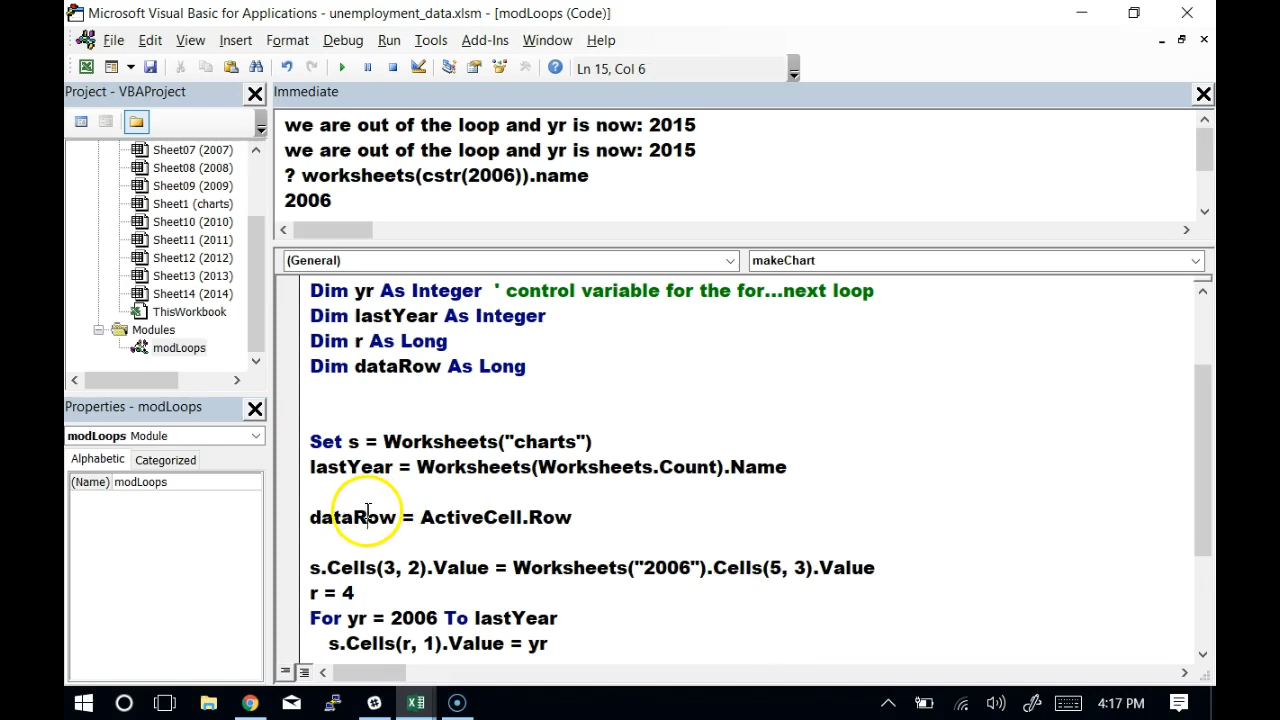 Microsoft Visual Basic for Applications - unemployment_data.xlsm - [modLoops (Code)]
File Edit View Insert Format Debug Run Tools Add-Ins Window Help
Ln 15, Col 6
Project - VBAProject
Sheet07 (2007)
Sheet08 (2008)
Sheet09 (2009)
Sheet1 (charts)
Sheet10 (2010)
Sheet11 (2011)
Sheet12 (2012)
Sheet13 (2013)
Sheet14 (2014)
ThisWorkbook
Modules
modLoops
Properties - modLoops
modLoops Module
Alphabetic Categorized
(Name) modLoops
Immediate
we are out of the loop and yr is now: 2015
we are out of the loop and yr is now: 2015
? worksheets(cstr(2006)).name
2006
(General) makeChart
Dim yr As Integer ' control variable for the for...next loop
Dim lastYear As Integer
Dim r As Long
Dim dataRow As Long
Set s = Worksheets("charts")
lastYear = Worksheets(Worksheets.Count).Name
dataRow = ActiveCell.Row
s.Cells(3, 2).Value = Worksheets("2006").Cells(5, 3).Value
r = 4
For yr = 2006 To lastYear
s.Cells(r, 1).Value = yr
4:17 PM